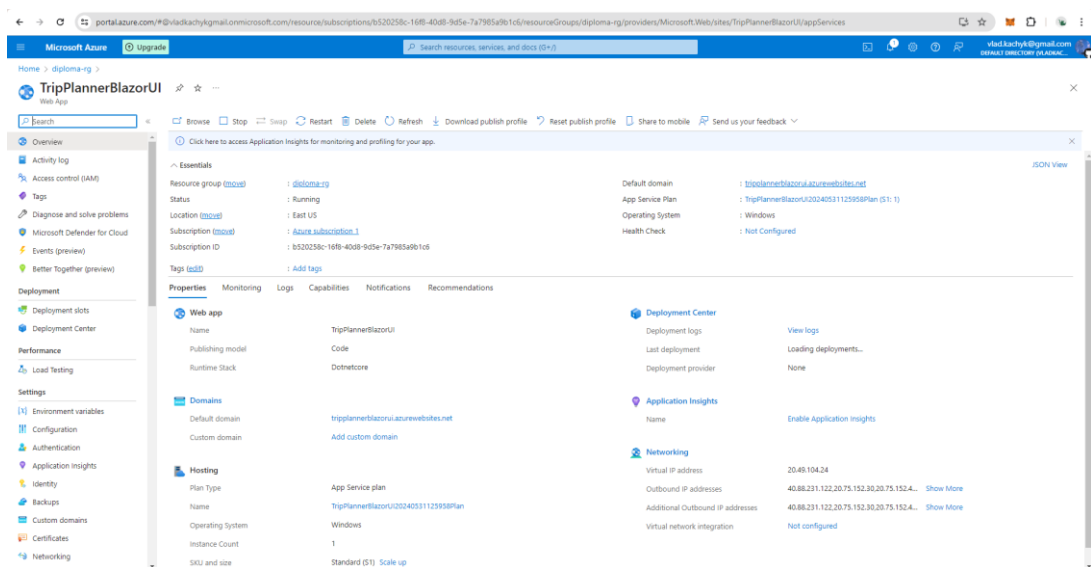 portal.azure.com/#@vladkachykgmail.onmicrosoft.com/resource/subscriptions/b520258c-16f8-40d8-9d5e-7a7985a9b1c6/resourceGroups/diploma-rg/providers/Microsoft.Web/sites/TripPlannerBlazorUI/appServices
Microsoft Azure
Upgrade
Search resources, services, and docs (G+/)
vlad.kachyk@gmail.com
DEFAULT DIRECTORY (VLADKAC...
Home > diploma-rg >
TripPlannerBlazorUI
Web App
Search
Browse Stop Swap Restart Delete Refresh Download publish profile Reset publish profile Share to mobile Send us your feedback
Overview
Activity log
Access control (IAM)
Tags
Diagnose and solve problems
Microsoft Defender for Cloud
Events (preview)
Better Together (preview)
Deployment
Deployment slots
Deployment Center
Performance
Load Testing
Settings
Environment variables
Configuration
Authentication
Application Insights
Identity
Backups
Custom domains
Certificates
Networking
Click here to access Application Insights for monitoring and profiling for your app.
Essentials
JSON View
Resource group (move) : diploma-rg
Status : Running
Location (move) : East US
Subscription (move) : Azure subscription 1
Subscription ID : b520258c-16f8-40d8-9d5e-7a7985a9b1c6
Tags (edit) : Add tags
Default domain : tripplannerblazorui.azurewebsites.net
App Service Plan : TripPlannerBlazorUI20240531125958Plan (S1: 1)
Operating System : Windows
Health Check : Not Configured
Properties Monitoring Logs Capabilities Notifications Recommendations
Web app
Name TripPlannerBlazorUI
Publishing model Code
Runtime Stack Dotnetcore
Domains
Default domain tripplannerblazorui.azurewebsites.net
Custom domain Add custom domain
Hosting
Plan Type App Service plan
Name TripPlannerBlazorUI20240531125958Plan
Operating System Windows
Instance Count 1
SKU and size Standard (S1) Scale up
Deployment Center
Deployment logs View logs
Last deployment Loading deployments...
Deployment provider None
Application Insights
Name Enable Application Insights
Networking
Virtual IP address 20.49.104.24
Outbound IP addresses 40.88.231.122,20.75.152.30,20.75.152.4... Show More
Additional Outbound IP addresses 40.88.231.122,20.75.152.30,20.75.152.4... Show More
Virtual network integration Not configured